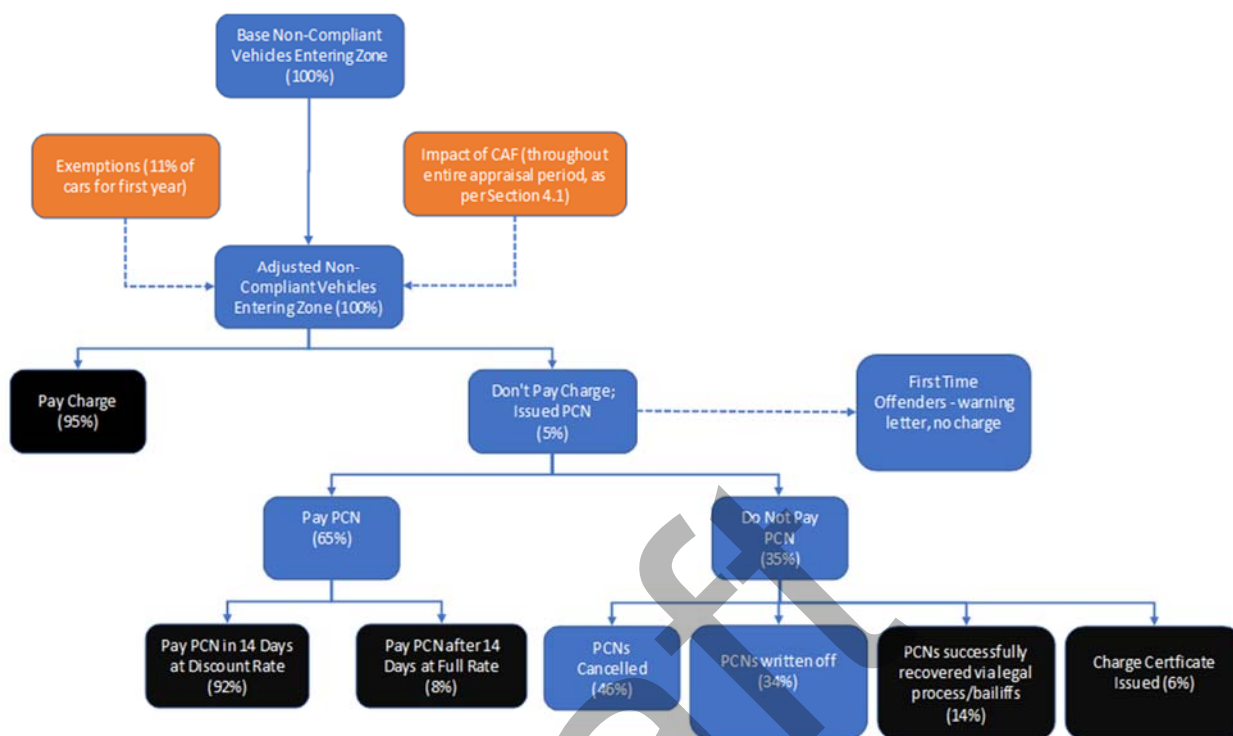 Base Non-Compliant
Vehicles Entering Zone
(100%)
Exemptions (11% of
cars for first year)
Impact of CAF (throughout
entire appraisal period, as
per Section 4.1)
Adjusted Non-
Compliant Vehicles
Entering Zone (100%)
Pay Charge
(95%)
Don't Pay Charge;
Issued PCN
(5%)
First Time
Offenders - warning
letter, no charge
Pay PCN
(65%)
Do Not Pay
PCN
(35%)
Pay PCN in 14 Days
at Discount Rate
(92%)
Pay PCN after 14
Days at Full Rate
(8%)
PCNs
Cancelled
(46%)
PCNs written off
(34%)
PCNs successfully
recovered via legal
process/bailiffs
(14%)
Charge Certficate
Issued (6%)